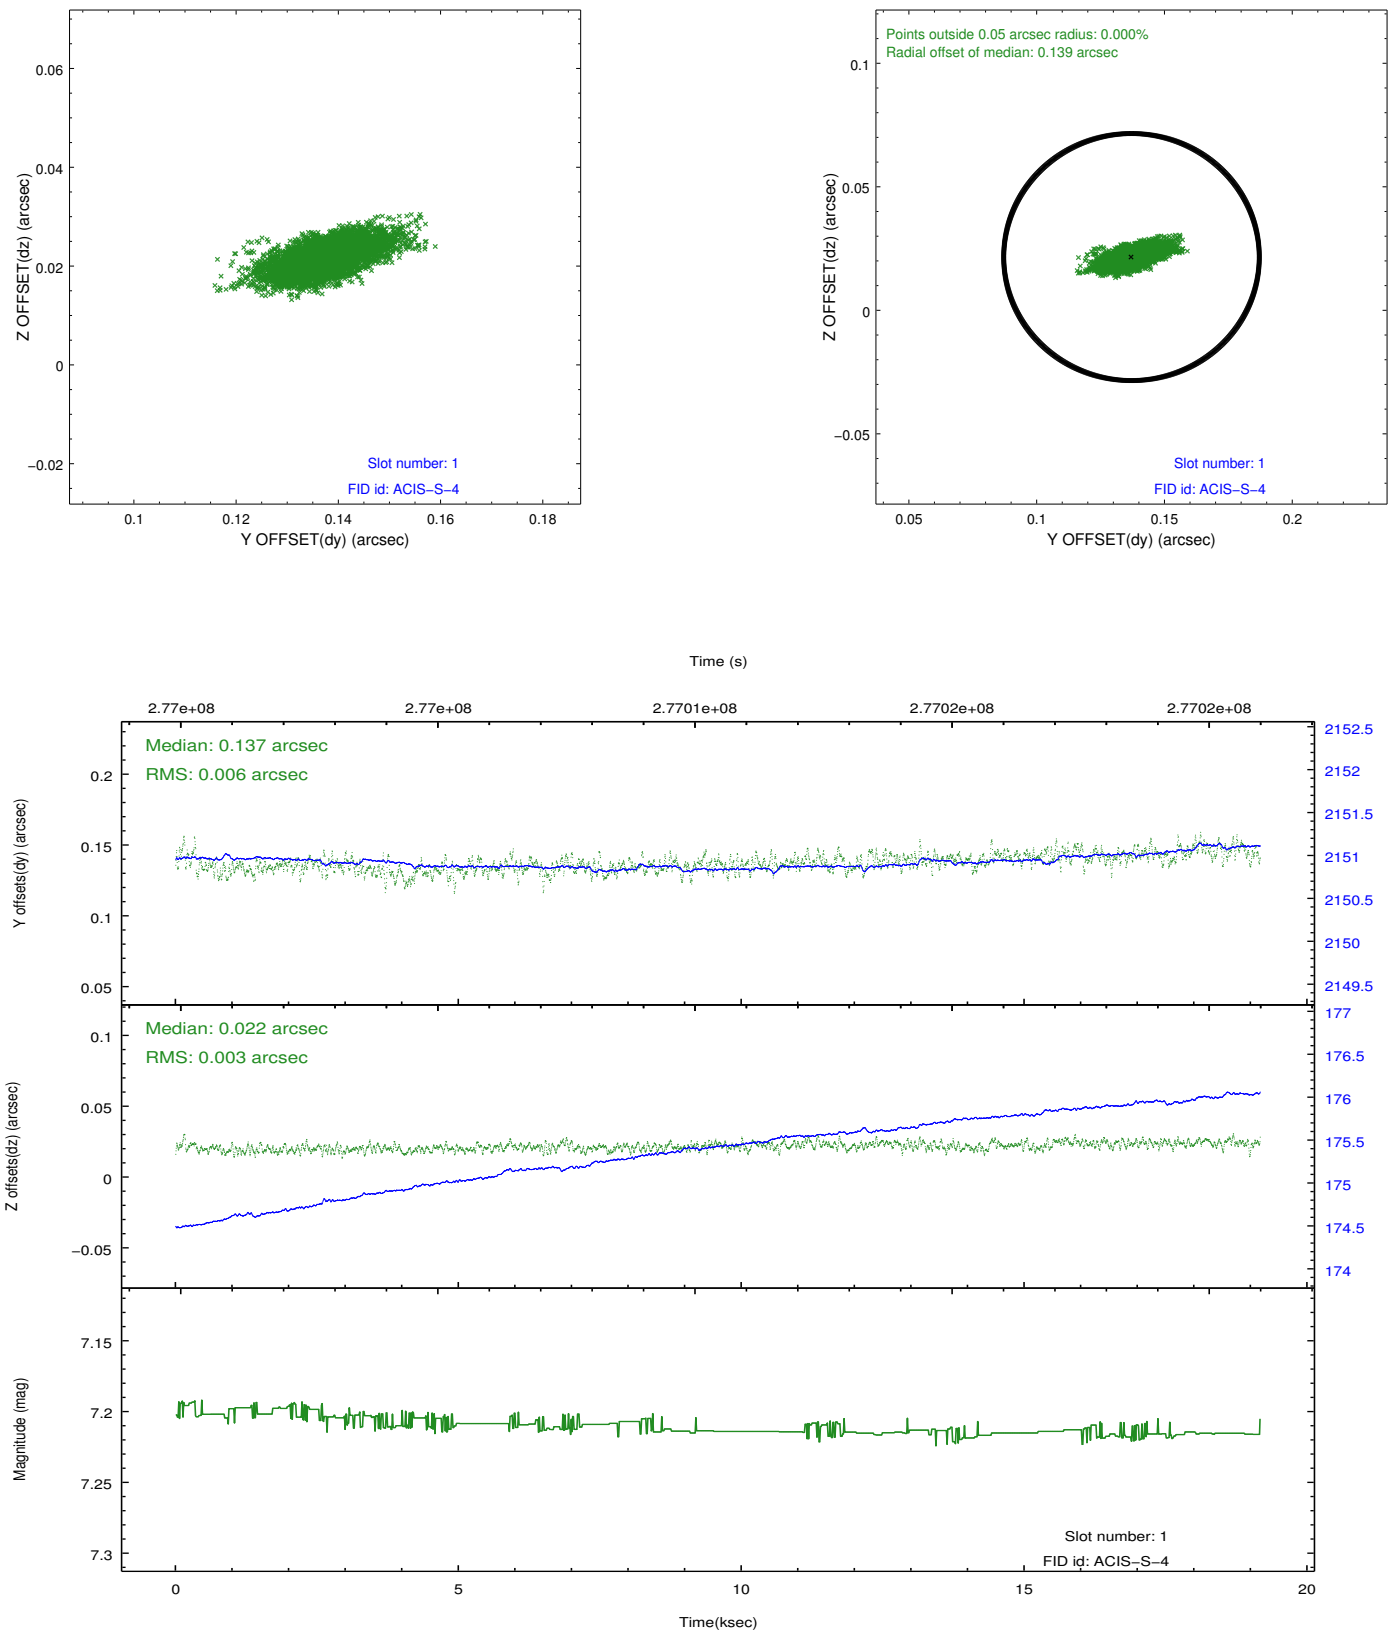 0.06
0.04
0.02
0
−0.02
Z OFFSET(dz) (arcsec)
Slot number: 1
FID id: ACIS−S−4
0.1 0.12 0.14 0.16 0.18
Y OFFSET(dy) (arcsec)
Points outside 0.05 arcsec radius: 0.000%
Radial offset of median: 0.139 arcsec
0.1
0.05
0
−0.05
Z OFFSET(dz) (arcsec)
Slot number: 1
FID id: ACIS−S−4
0.05 0.1 0.15 0.2
Y OFFSET(dy) (arcsec)
Time (s)
2.77e+08 2.77e+08 2.7701e+08 2.7702e+08 2.7702e+08
Median: 0.137 arcsec
RMS: 0.006 arcsec
0.2
0.15
0.1
0.05
Y offsets(dy) (arcsec)
2152.5
2152
2151.5
2151
2150.5
2150
2149.5
Median: 0.022 arcsec
RMS: 0.003 arcsec
0.1
0.05
0
−0.05
Z offsets(dz) (arcsec)
177
176.5
176
175.5
175
174.5
174
7.15
7.2
7.25
7.3
Magnitude (mag)
Slot number: 1
FID id: ACIS−S−4
0 5 10 15 20
Time(ksec)